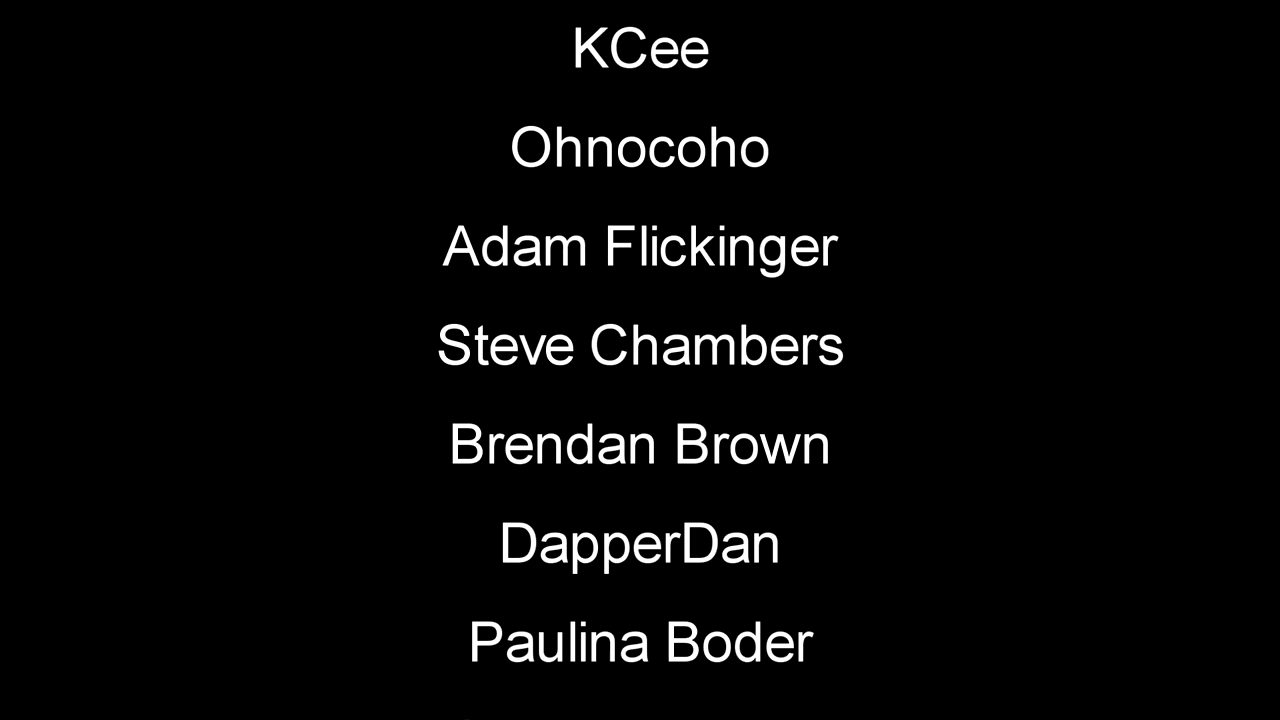 KCee
Ohnocoho
Adam Flickinger
Steve Chambers
Brendan Brown
DapperDan
Paulina Boder